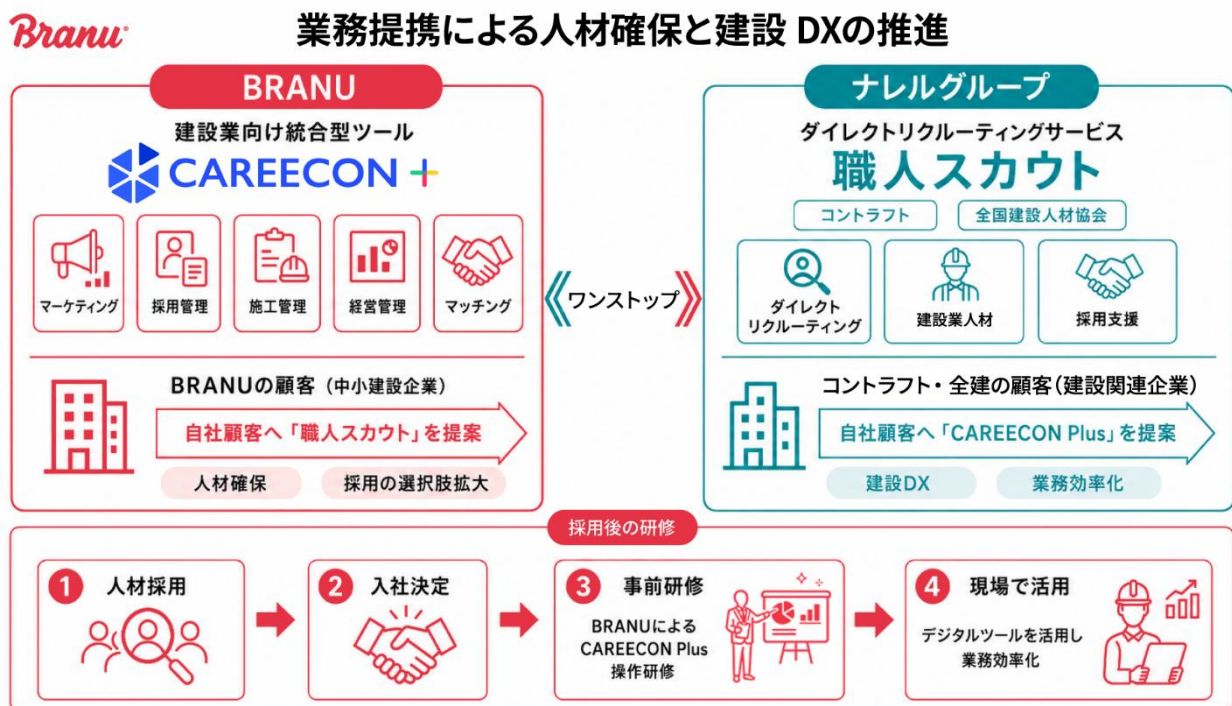 Branu
業務提携による人材確保と建設 DXの推進
BRANU
建設業向け統合型ツール
CAREECON +
マーケティング
採用管理
施工管理
経営管理
マッチング
BRANUの顧客（中小建設企業）
自社顧客へ「職人スカウト」を提案
人材確保
採用の選択肢拡大
ワンストップ
ナレルグループ
ダイレクトリクルーティングサービス
職人スカウト
コントラフト
全国建設人材協会
ダイレクト
リクルーティング
建設業人材
採用支援
コントラフト・全建の顧客（建設関連企業）
自社顧客へ「CAREECON Plus」を提案
建設DX
業務効率化
採用後の研修
1 人材採用
2 入社決定
3 事前研修
BRANUによる
CAREECON Plus
操作研修
4 現場で活用
デジタルツールを活用し
業務効率化